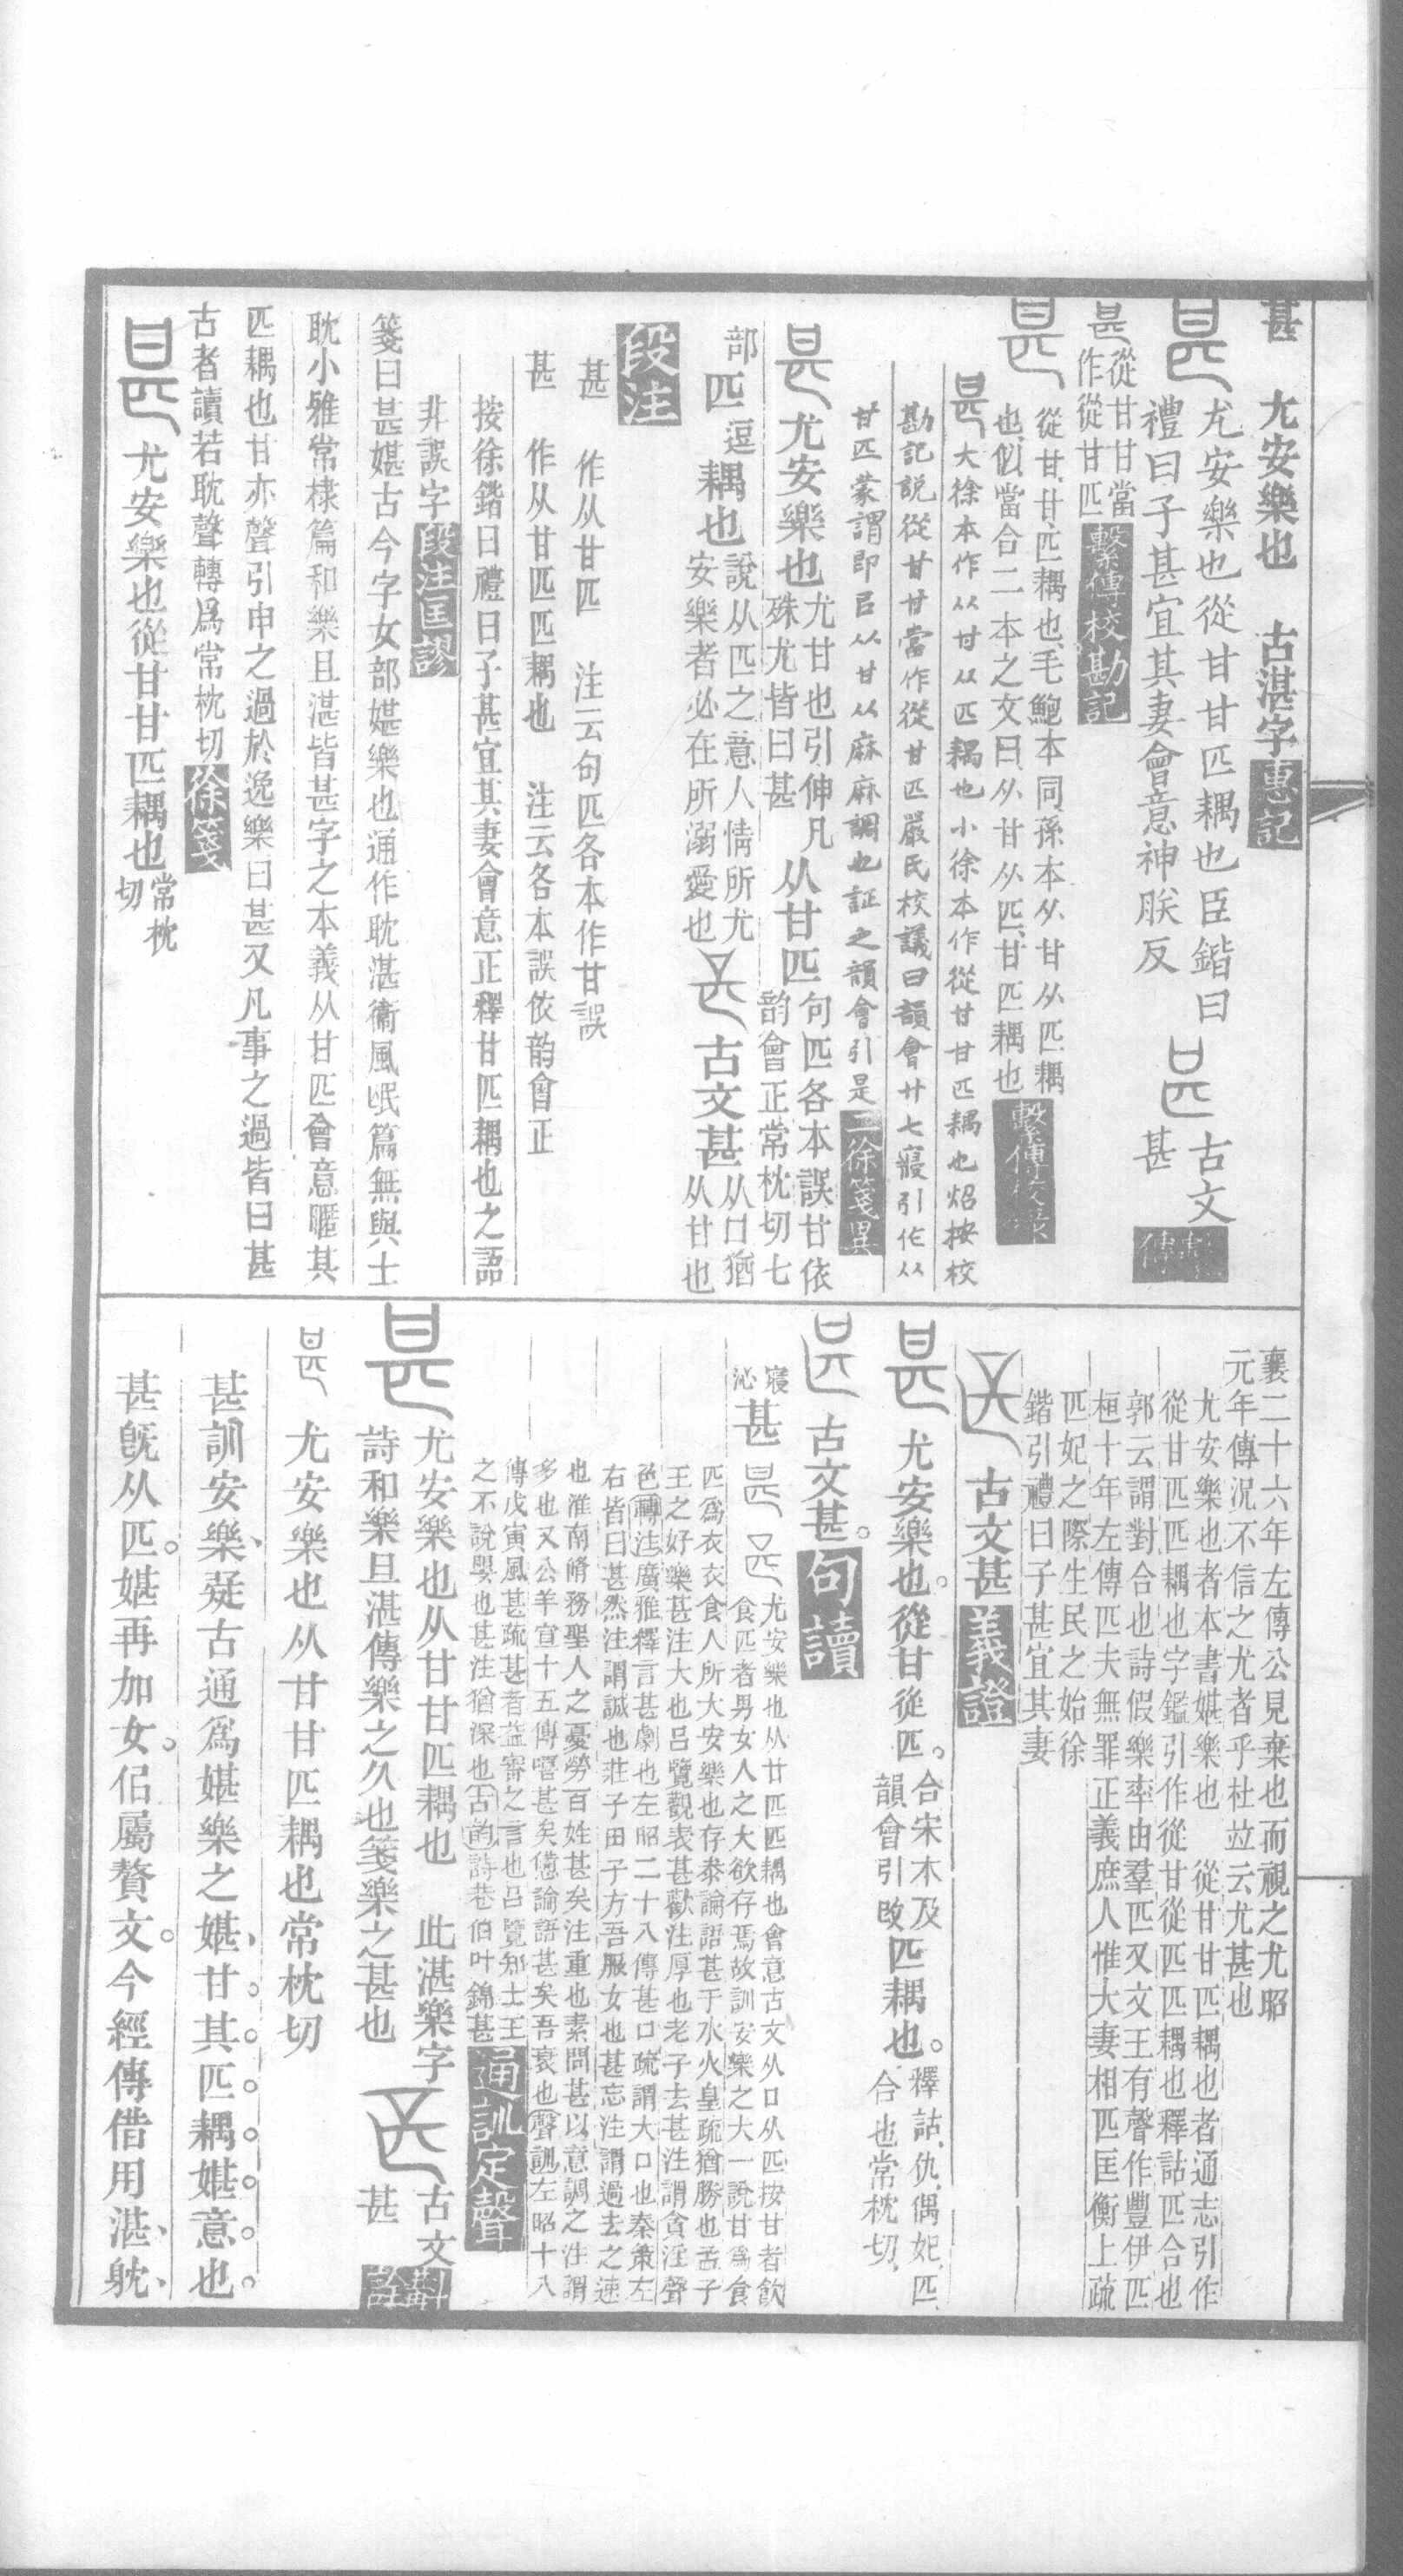 甚 尤安樂也 古湛字惠記
尤安樂也從甘甘匹耦也臣鍇曰
禮曰子甚宜其妻會意神朕反
古文
甚
從甘甘當
作從甘匹
繫傳校勘記
從甘、甘、匹耦也、毛鮑本同、孫本从甘从匹、耦
也、似當合二本之文曰、从甘从匹、甘匹耦也
大徐本作从甘从匹耦也小徐本作從甘甘匹耦也炤按校
勘記說從甘甘當作從甘匹嚴氏校議曰韻會廿七寢引作从
甘匹蒙謂即㠯从甘从麻麻調也証之韻會引是二徐箋異
尤安樂也
尤甘也引伸凡
殊尤皆曰甚
从甘匹
句匹各本誤甘依
韵會正常枕切七
部
匹
逗
耦也
說从匹之意人情所尤
安樂者必在所溺愛也
古文甚
从口猶
从甘也
段注
甚 作从甘匹 注云句匹各本作甘誤
甚 作从甘匹匹耦也 注云各本誤依韵會正
按徐鍇曰禮曰子甚宜其妻會意正釋甘匹耦也之語
非誤字段注匡謬
箋曰甚媅古今字女部媅樂也通作耽湛衞風氓篇無與士
耽小雅常棣篇和樂且湛皆甚字之本義从甘匹會意暱其
匹耦也甘亦聲引申之過於逸樂曰甚又凡事之過皆曰甚
古者讀若耽聲轉爲常枕切徐箋
尤安樂也從甘甘匹耦也
常枕
切
襄二十六年左傳公見棄也而視之尤昭
元年傳況不信之尤者乎杜竝云尤甚也
尤安樂也者本書媅樂也 從甘甘匹耦也者通志引作
從甘匹匹耦也字鑑引作從甘從匹匹耦也釋詁匹合也
郭云謂對合也詩假樂率由羣匹又文王有聲作豐伊匹
桓十年左傳匹夫無罪正義庶人惟大妻相匹匡衡上疏
匹妃之際生民之始徐
鍇引禮曰子甚宜其妻
古文甚義證
尤安樂也。從甘從匹。
合宋本及
韻會引改
匹耦也。
釋詁、仇、偶、妃、匹、
合也常枕切、
古文甚。句讀
寢
沁
甚
尤安樂也从甘匹匹耦也會意古文从口从匹按甘者飲
食匹者男女人之大欲存焉故訓安樂之大一說甘爲食
匹爲衣衣食人所大安樂也存參論語甚于水火皇疏猶勝也孟子
王之好樂甚注大也呂覽觀表甚歡注厚也老子去甚注謂貪淫聲
色轉注廣雅釋言甚劇也左昭二十八傳甚口疏謂大口也秦策左
右皆曰甚然注謂誠也莊子田子方吾服女也甚忘注謂過去之速
也淮南脩務聖人之憂勞百姓甚矣注重也素問甚以意調之注謂
多也又公羊宣十五傳嘻甚矣憊論語甚矣吾衰也聲訓左昭十八
傳戊寅風甚疏甚者益審之言也呂覽知士王
之不說嬰也甚注猶深也古韵詩巷伯叶錦甚
通訓定聲
尤安樂也从甘甘匹耦也 此湛樂字
詩和樂且湛傳樂之久也箋樂之甚也
古文
甚
斠詮
尤安樂也从甘甘匹耦也常枕切
甚訓安樂、疑古通爲媅樂之媅、甘。其。匹。耦。媅。意。也。
甚旣从匹。媅再加女。侣屬贅文。今經傳借用湛、躭、